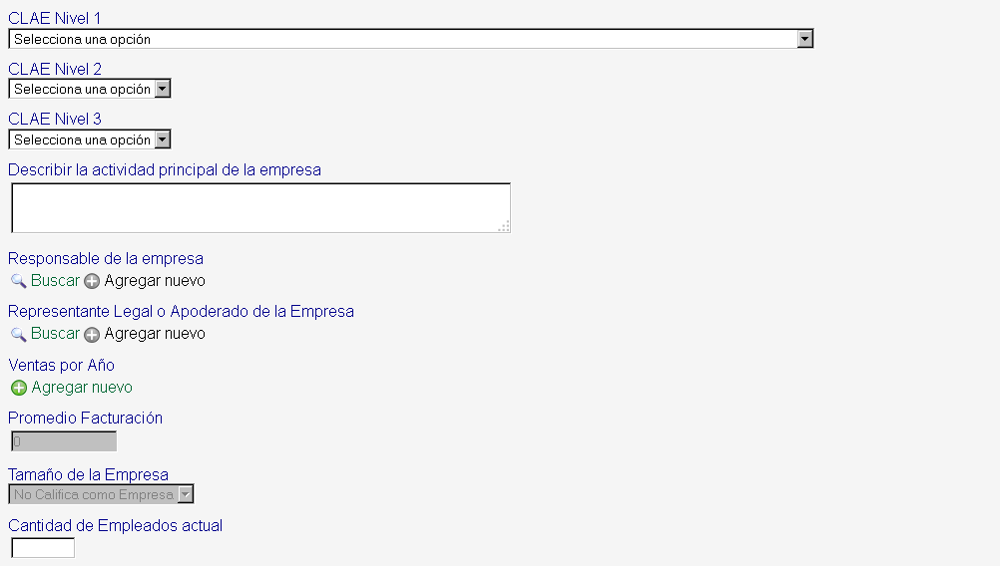 CLAE Nivel 1
Selecciona una opción
CLAE Nivel 2
Selecciona una opción
CLAE Nivel 3
Selecciona una opción
Describir la actividad principal de la empresa
Responsable de la empresa
Buscar Agregar nuevo
Representante Legal o Apoderado de la Empresa
Buscar Agregar nuevo
Ventas por Año
Agregar nuevo
Promedio Facturación
0
Tamaño de la Empresa
No Califica como Empresa
Cantidad de Empleados actual